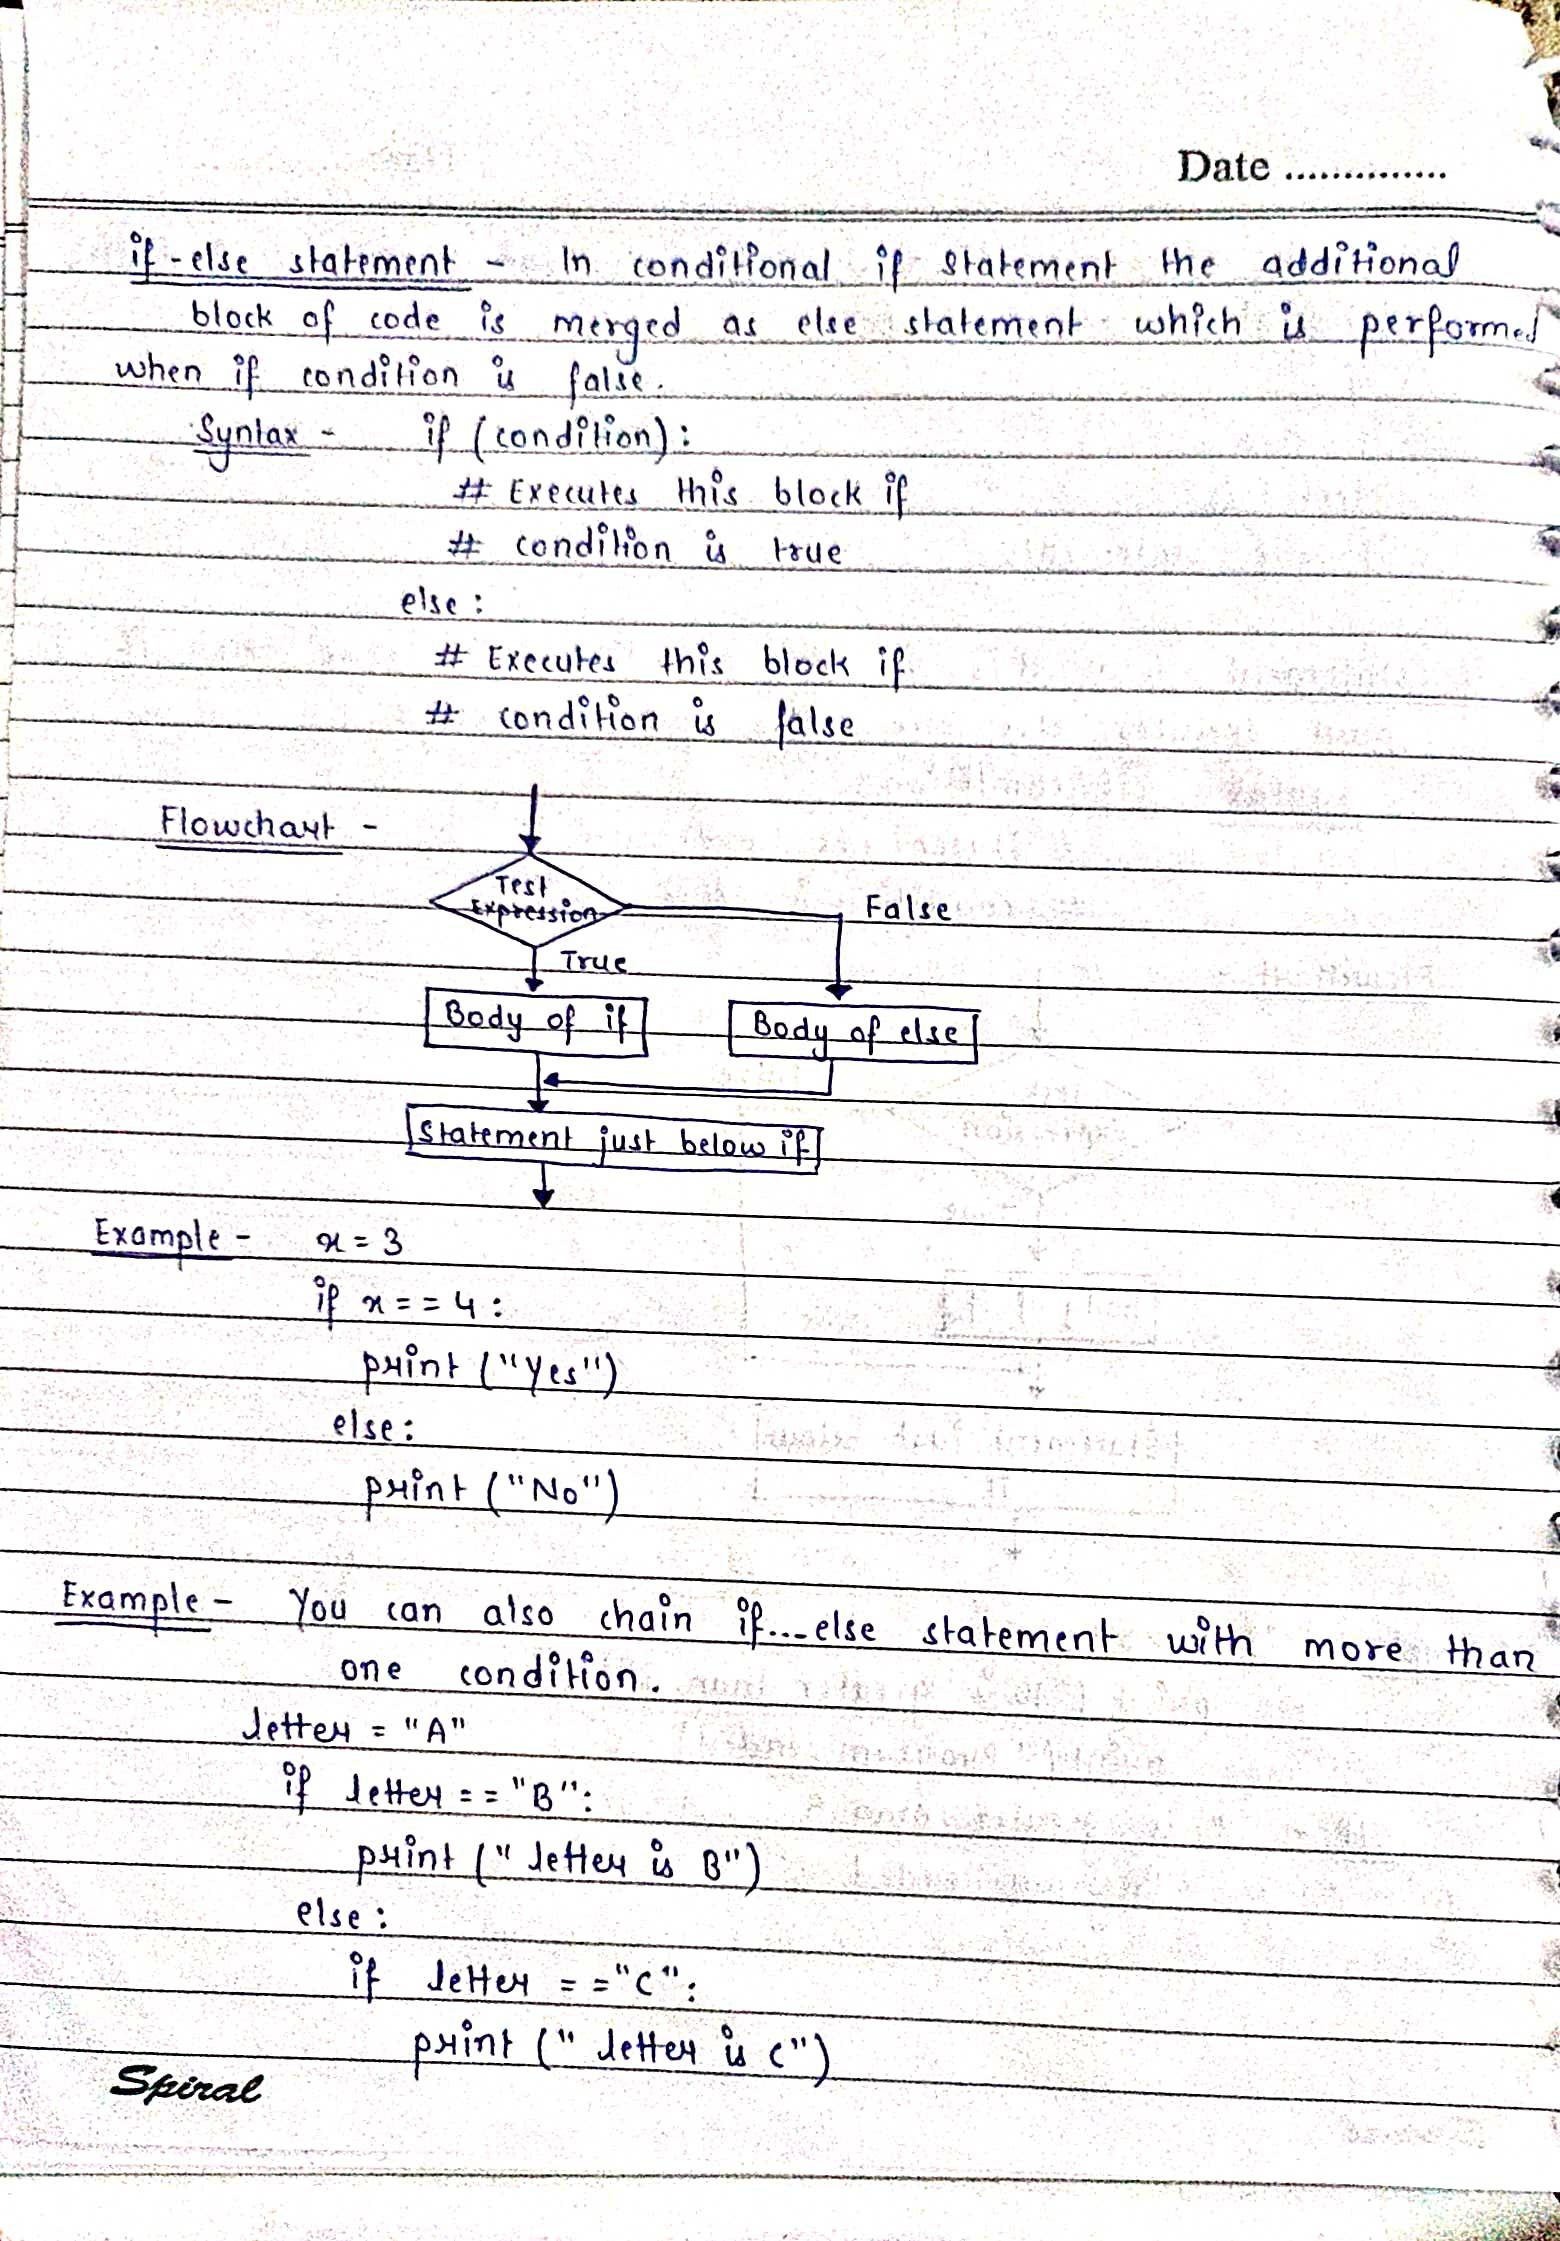 Date ..............
if-else statement - In conditional if statement the additional
block of code is merged as else statement which is performed
when if condition is false.
Syntax - if (condition):
# Executes this block if
# condition is true
else:
# Executes this block if
# condition is false
Flowchart -
Test
Expression
False
True
Body of if
Body of else
Statement just below if
Example - x = 3
if x == 4:
print ("Yes")
else:
print ("No")
Example - You can also chain if...else statement with more than
one condition.
letter = "A"
if letter == "B":
print (" letter is B")
else:
if letter == "C":
print (" letter is C")
Spiral